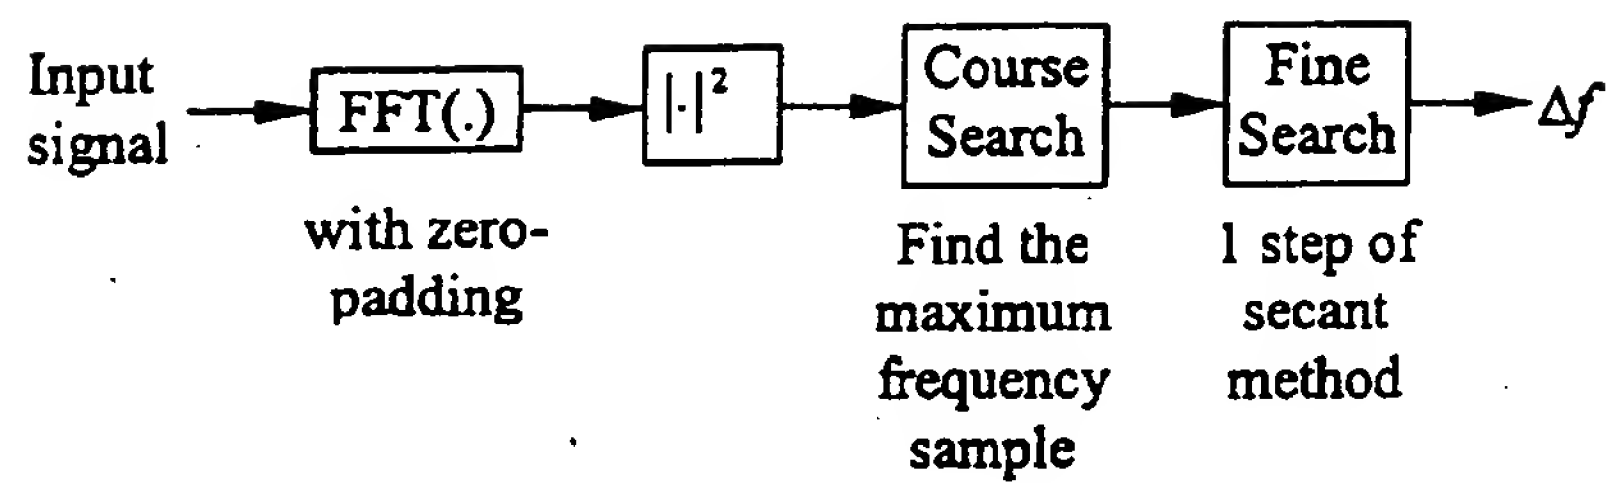 Input
signal
FFT(.)
with zero-
padding
|·|²
Course
Search
Find the
maximum
frequency
sample
Fine
Search
1 step of
secant
method
Δf